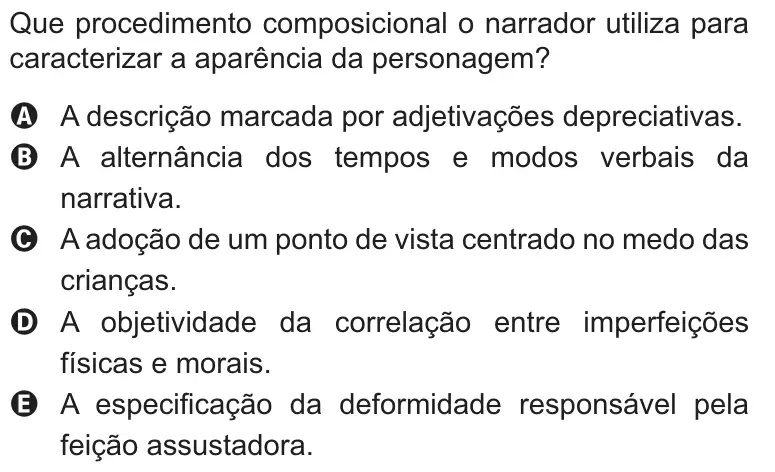 Que procedimento composicional o narrador utiliza para
caracterizar a aparência da personagem?
A A descrição marcada por adjetivações depreciativas.
B A alternância dos tempos e modos verbais da
narrativa.
C A adoção de um ponto de vista centrado no medo das
crianças.
D A objetividade da correlação entre imperfeições
físicas e morais.
E A especificação da deformidade responsável pela
feição assustadora.